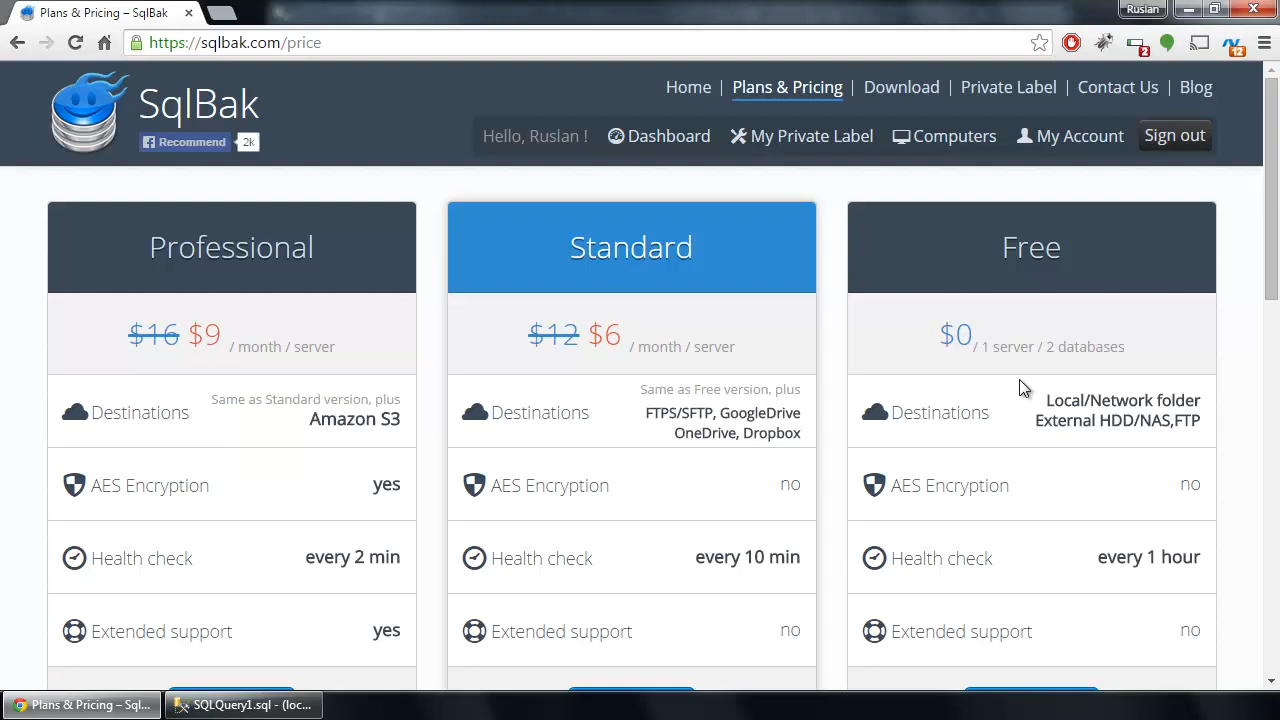 Plans & Pricing – SqlBak
Ruslan
https://sqlbak.com/price
2
12
SqlBak
Recommend 2k
Home Plans & Pricing Download Private Label Contact Us Blog
Hello, Ruslan ! Dashboard My Private Label Computers My Account Sign out
Professional
$16 $9 / month / server
Destinations
Same as Standard version, plus
Amazon S3
AES Encryption yes
Health check every 2 min
Extended support yes
Standard
$12 $6 / month / server
Destinations
Same as Free version, plus
FTPS/SFTP, GoogleDrive
OneDrive, Dropbox
AES Encryption no
Health check every 10 min
Extended support no
Free
$0 / 1 server / 2 databases
Destinations
Local/Network folder
External HDD/NAS,FTP
AES Encryption no
Health check every 1 hour
Extended support no
Plans & Pricing – Sql...
SQLQuery1.sql - (loc...